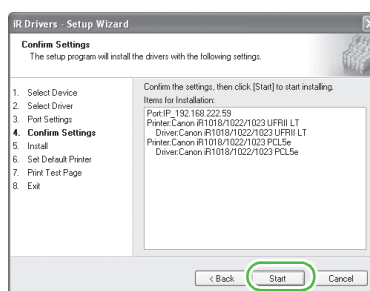 iR Drivers - Setup Wizard
Confirm Settings
The setup program will install the drivers with the following settings.
1. Select Device
2. Select Driver
3. Port Settings
4. Confirm Settings
5. Install
6. Set Default Printer
7. Print Test Page
8. Exit
Confirm the settings, then click [Start] to start installing.
Items for Installation:
Port:IP_192.168.222.59
Printer:Canon iR1018/1022/1023 UFRII LT
Driver:Canon iR1018/1022/1023 UFRII LT
Printer:Canon iR1018/1022/1023 PCL5e
Driver:Canon iR1018/1022/1023 PCL5e
< Back
Start
Cancel